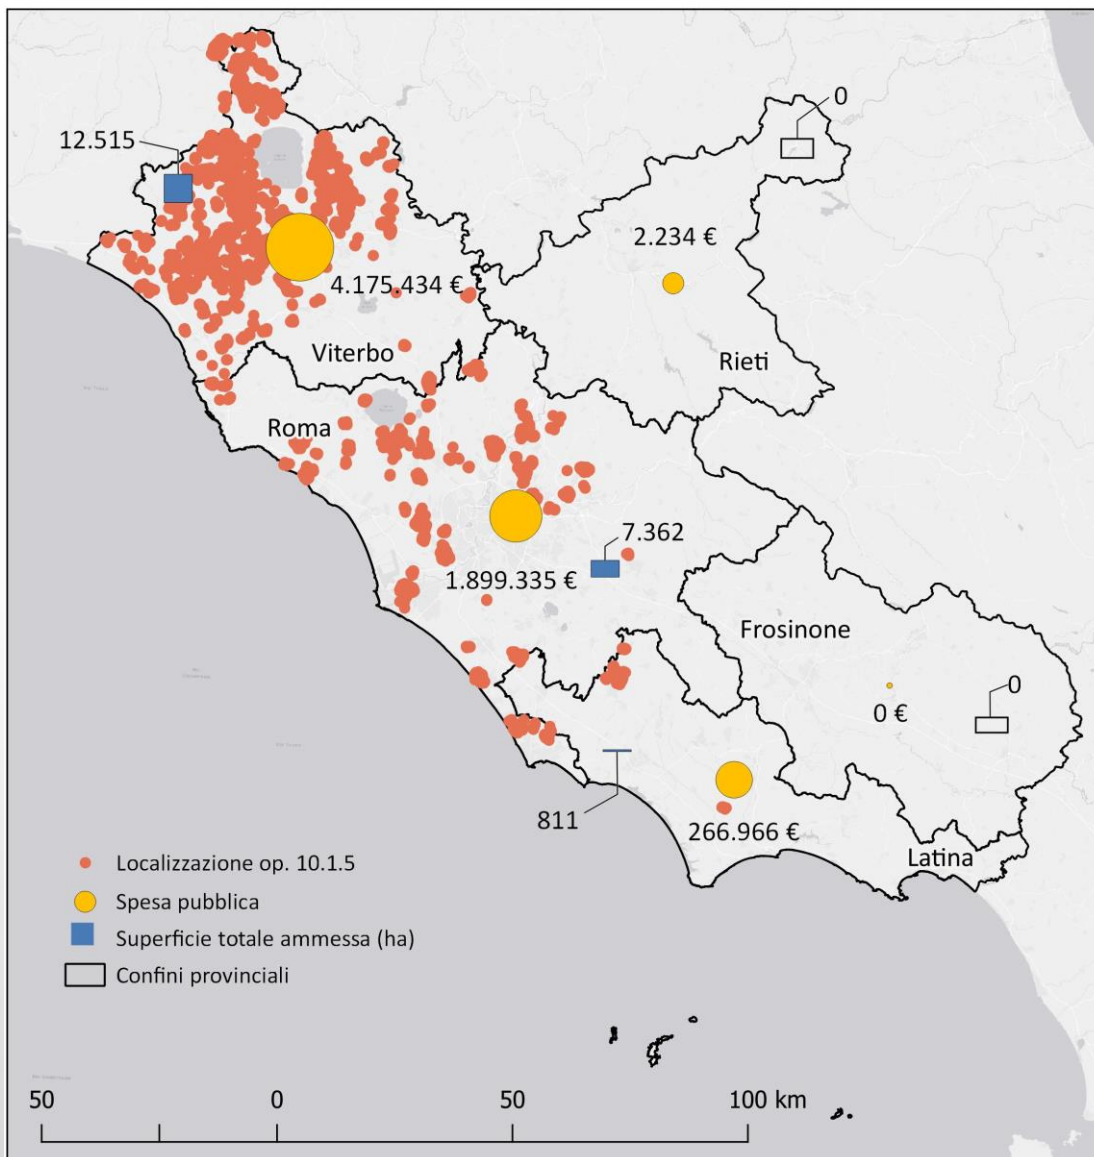 0
12.515
2.234 €
4.175.434 €
Viterbo
Rieti
Roma
7.362
1.899.335 €
Frosinone
0
0 €
811
266.966 €
Latina
Localizzazione op. 10.1.5
Spesa pubblica
Superficie totale ammessa (ha)
Confini provinciali
50 0 50 100 km